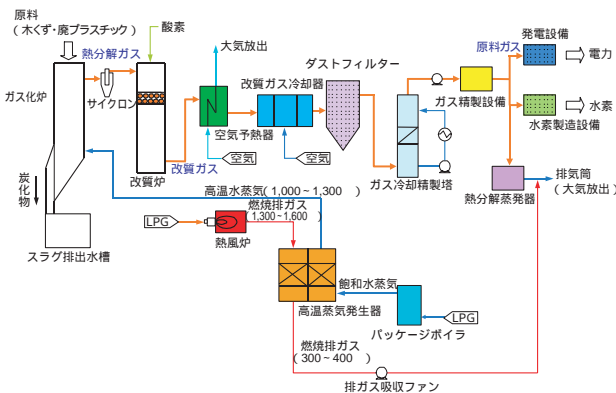 原料
(木くず・廃プラスチック)
酸素
熱分解ガス
大気放出
ガス化炉
サイクロン
改質ガス冷却器
ダストフィルター
原料ガス
発電設備
電力
ガス精製設備
水素
水素製造設備
空気予熱器
空気
空気
改質炉
改質ガス
炭化物
ガス冷却精製塔
熱分解蒸発器
排気筒
(大気放出)
高温水蒸気(1,000~1,300)
燃焼排ガス
(1,300~1,600)
LPG
熱風炉
スラグ排出水槽
飽和水蒸気
高温蒸気発生器
LPG
パッケージボイラ
燃焼排ガス
(300~400)
排ガス吸収ファン